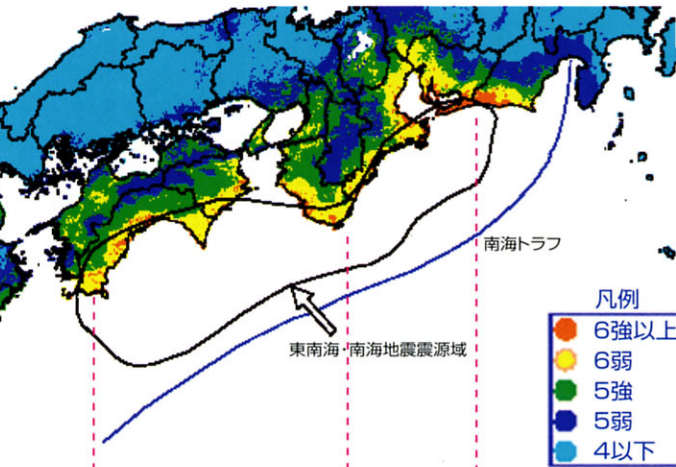 南海トラフ
東南海・南海地震震源域
凡例
6強以上
6弱
5強
5弱
4以下